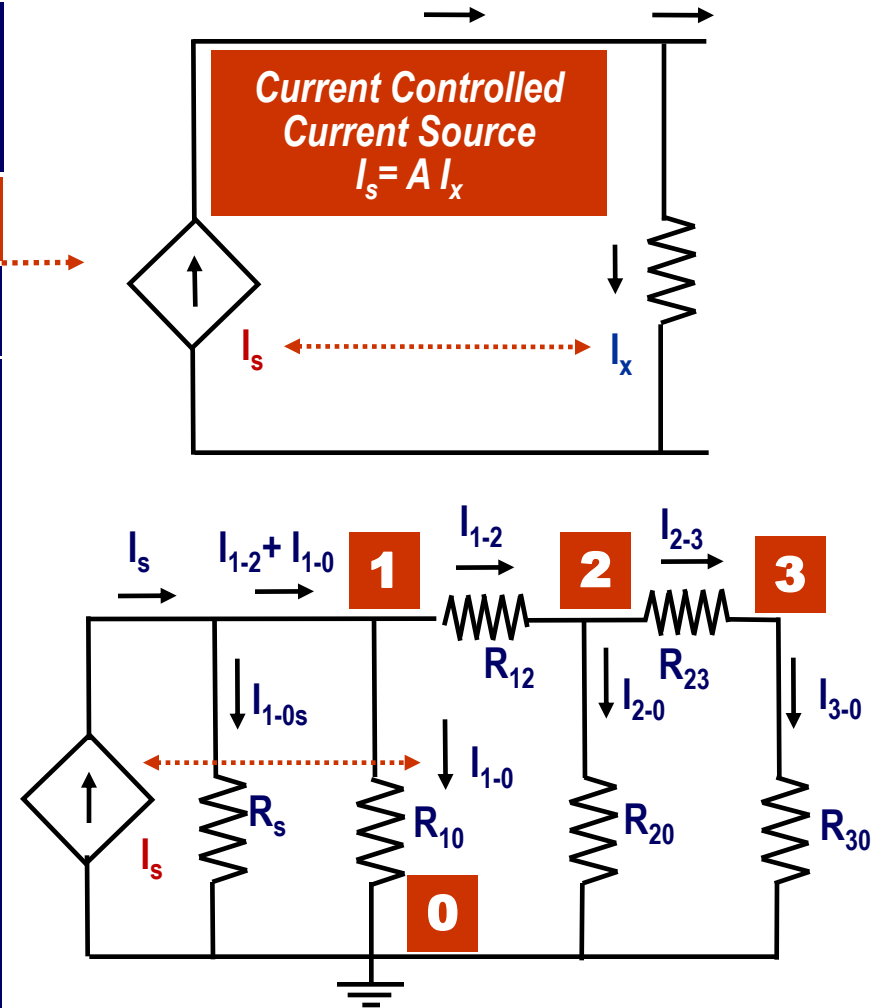 Current Controlled
Current Source
Iₛ= A Iₓ
Iₛ
Iₓ
Iₛ
I₁₋₂+ I₁₋₀
1
I₁₋₂
2
I₂₋₃
3
R₁₂
R₂₃
I₁₋₀ₛ
I₂₋₀
I₃₋₀
I₁₋₀
Rₛ
R₁₀
R₂₀
R₃₀
Iₛ
0